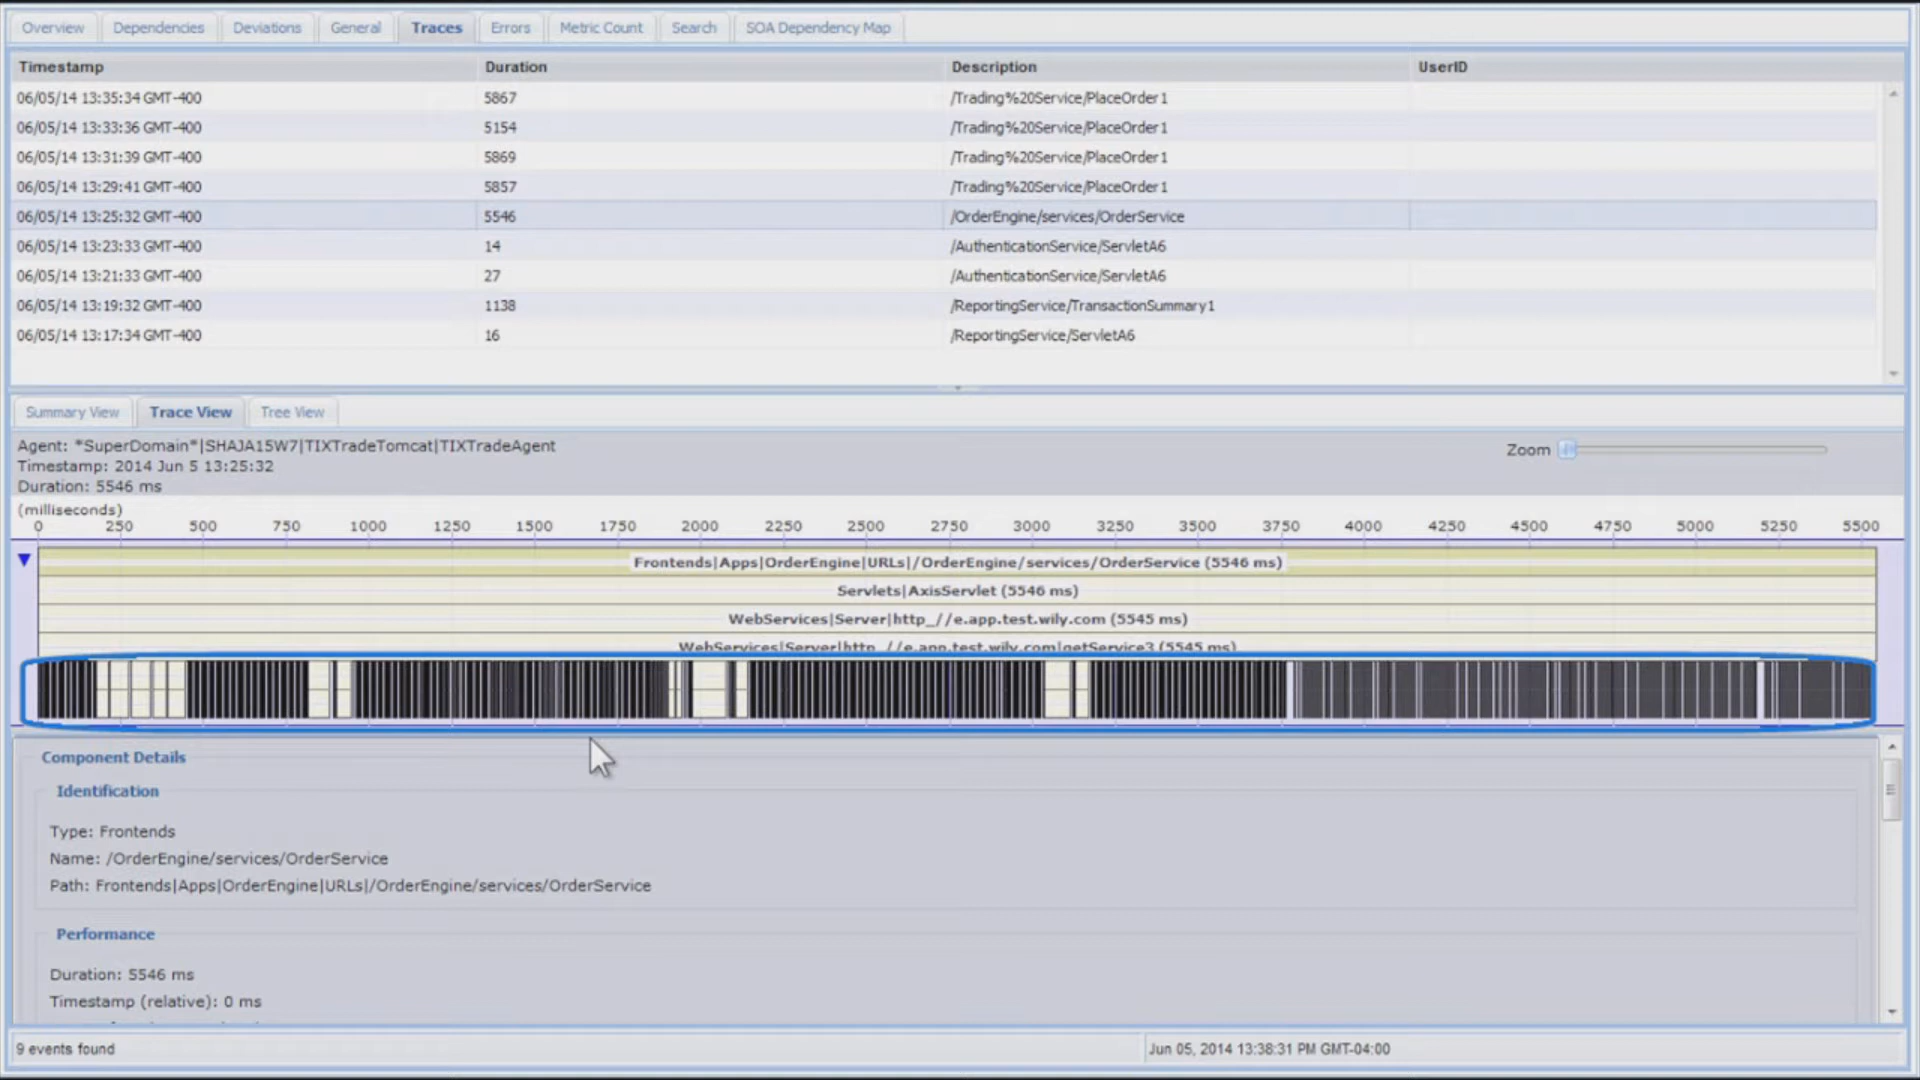 Overview Dependencies Deviations General Traces Errors Metric Count Search SOA Dependency Map
Timestamp Duration Description UserID
06/05/14 13:35:34 GMT-400 5867 /Trading%20Service/PlaceOrder1
06/05/14 13:33:36 GMT-400 5154 /Trading%20Service/PlaceOrder1
06/05/14 13:31:39 GMT-400 5869 /Trading%20Service/PlaceOrder1
06/05/14 13:29:41 GMT-400 5857 /Trading%20Service/PlaceOrder1
06/05/14 13:25:32 GMT-400 5546 /OrderEngine/services/OrderService
06/05/14 13:23:33 GMT-400 14 /AuthenticationService/ServletA6
06/05/14 13:21:33 GMT-400 27 /AuthenticationService/ServletA6
06/05/14 13:19:32 GMT-400 1138 /ReportingService/TransactionSummary1
06/05/14 13:17:34 GMT-400 16 /ReportingService/ServletA6
Summary View Trace View Tree View
Agent: *SuperDomain*|SHAJA15W7|TIXTradeTomcat|TIXTradeAgent
Timestamp: 2014 Jun 5 13:25:32
Duration: 5546 ms
Zoom
(milliseconds)
0 250 500 750 1000 1250 1500 1750 2000 2250 2500 2750 3000 3250 3500 3750 4000 4250 4500 4750 5000 5250 5500
Frontends|Apps|OrderEngine|URLs|/OrderEngine/services/OrderService (5546 ms)
Servlets|AxisServlet (5546 ms)
WebServices|Server|http_//e.app.test.wily.com (5545 ms)
WebServices|Server|http_//e.app.test.wily.com|getService3 (5545 ms)
Component Details
Identification
Type: Frontends
Name: /OrderEngine/services/OrderService
Path: Frontends|Apps|OrderEngine|URLs|/OrderEngine/services/OrderService
Performance
Duration: 5546 ms
Timestamp (relative): 0 ms
9 events found
Jun 05, 2014 13:38:31 PM GMT-04:00